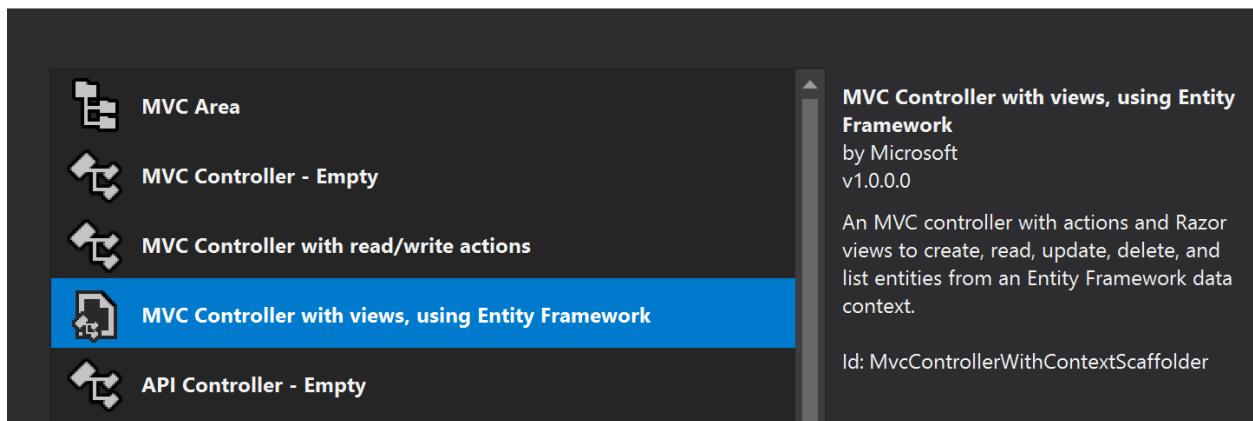 MVC Area
MVC Controller - Empty
MVC Controller with read/write actions
MVC Controller with views, using Entity Framework
API Controller - Empty
MVC Controller with views, using Entity
Framework
by Microsoft
v1.0.0.0
An MVC controller with actions and Razor
views to create, read, update, delete, and
list entities from an Entity Framework data
context.
Id: MvcControllerWithContextScaffolder